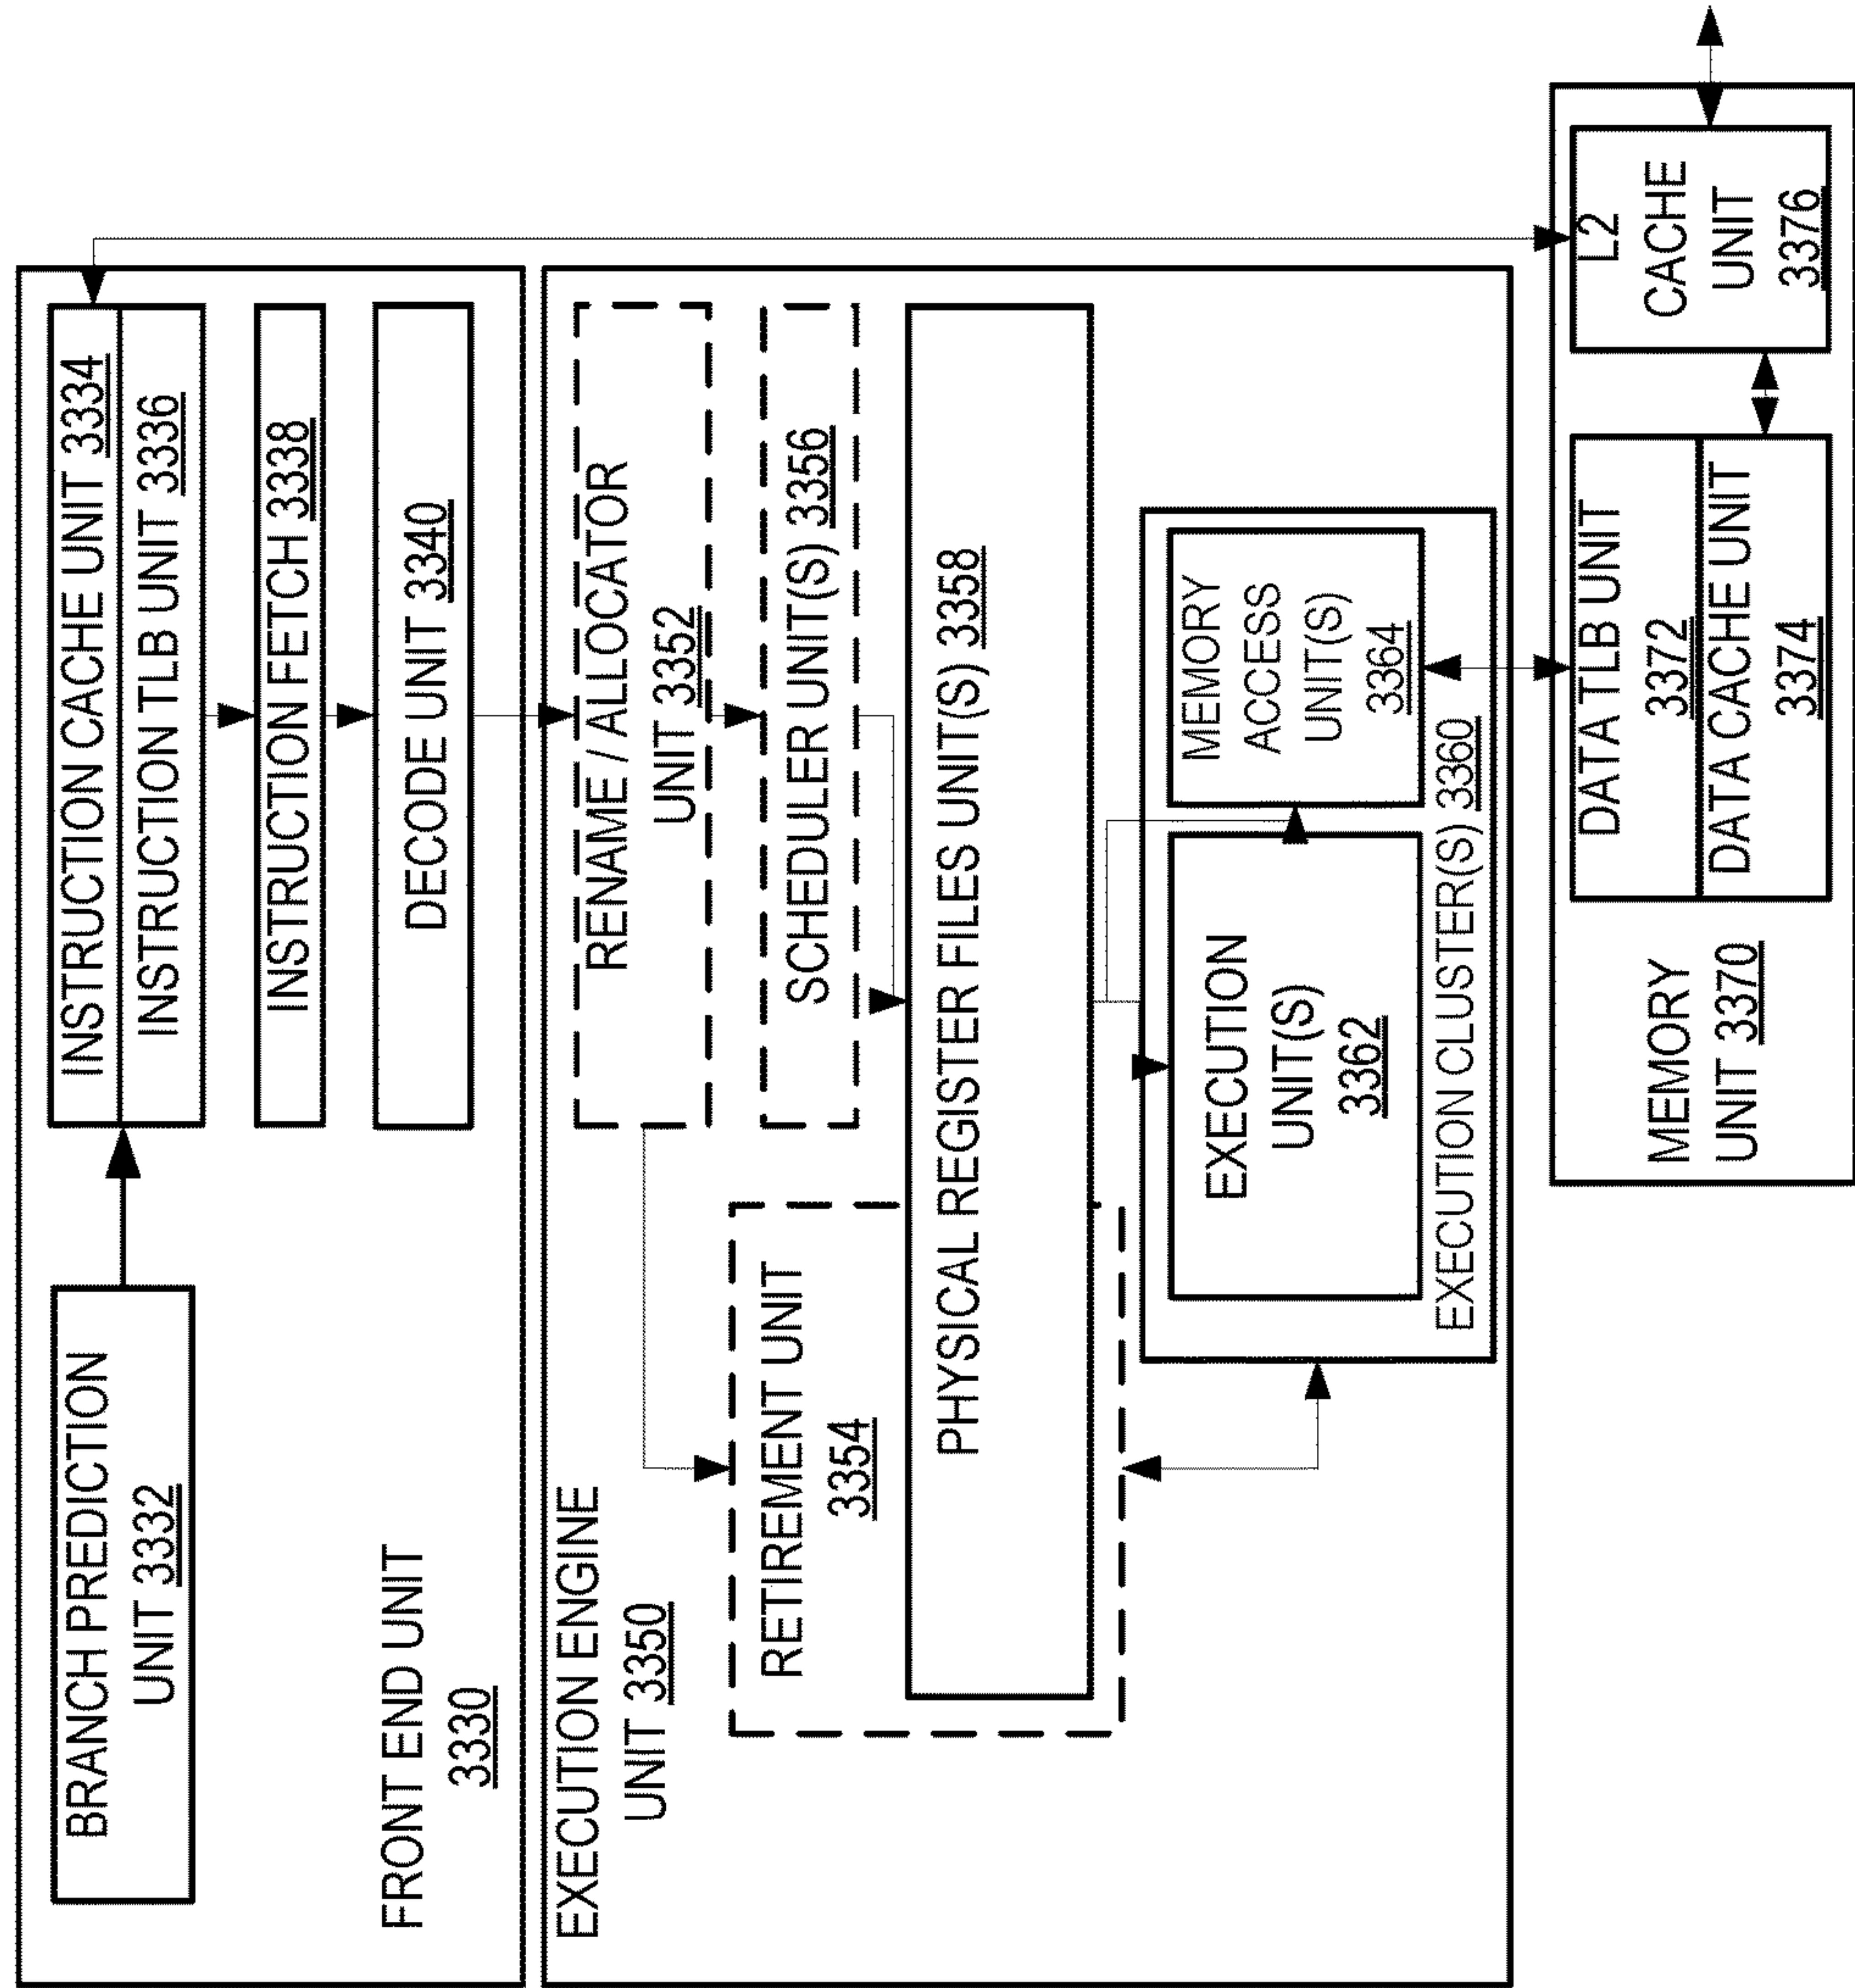 BRANCH PREDICTION
UNIT 3332
INSTRUCTION CACHE UNIT 3334
INSTRUCTION TLB UNIT 3336
INSTRUCTION FETCH 3338
DECODE UNIT 3340
FRONT END UNIT
3330
EXECUTION ENGINE
UNIT 3350
RENAME / ALLOCATOR
UNIT 3352
RETIREMENT UNIT
3354
SCHEDULER UNIT(S) 3356
PHYSICAL REGISTER FILES UNIT(S) 3358
EXECUTION
UNIT(S)
3362
MEMORY
ACCESS
UNIT(S)
3364
EXECUTION CLUSTER(S) 3360
MEMORY
UNIT 3370
DATA TLB UNIT
3372
DATA CACHE UNIT
3374
L2
CACHE
UNIT
3376